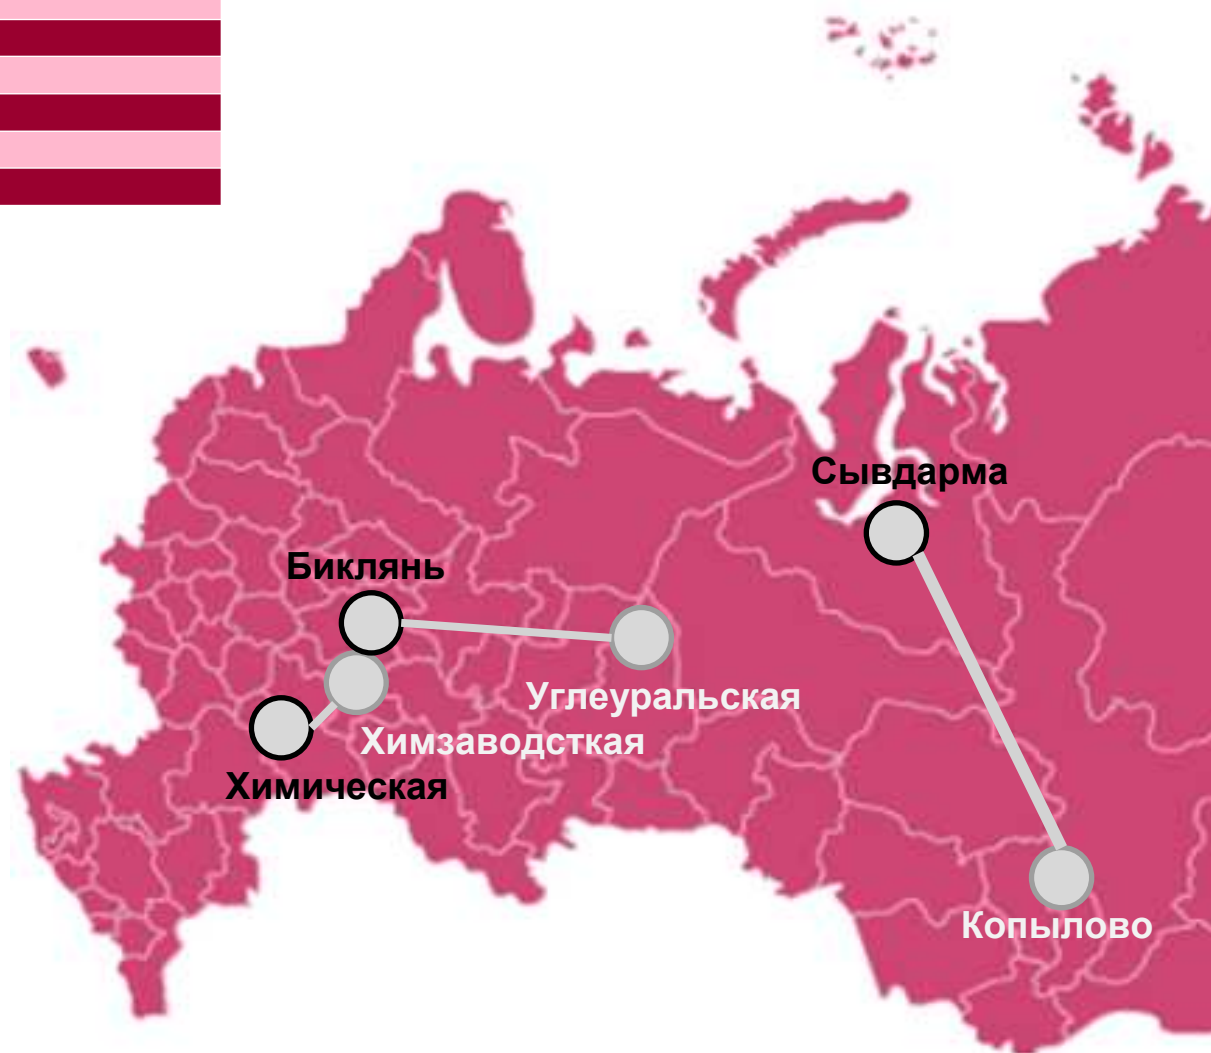 Сывдарма
Биклянь
Углеуральская
Химзаводсткая
Химическая
Копылово